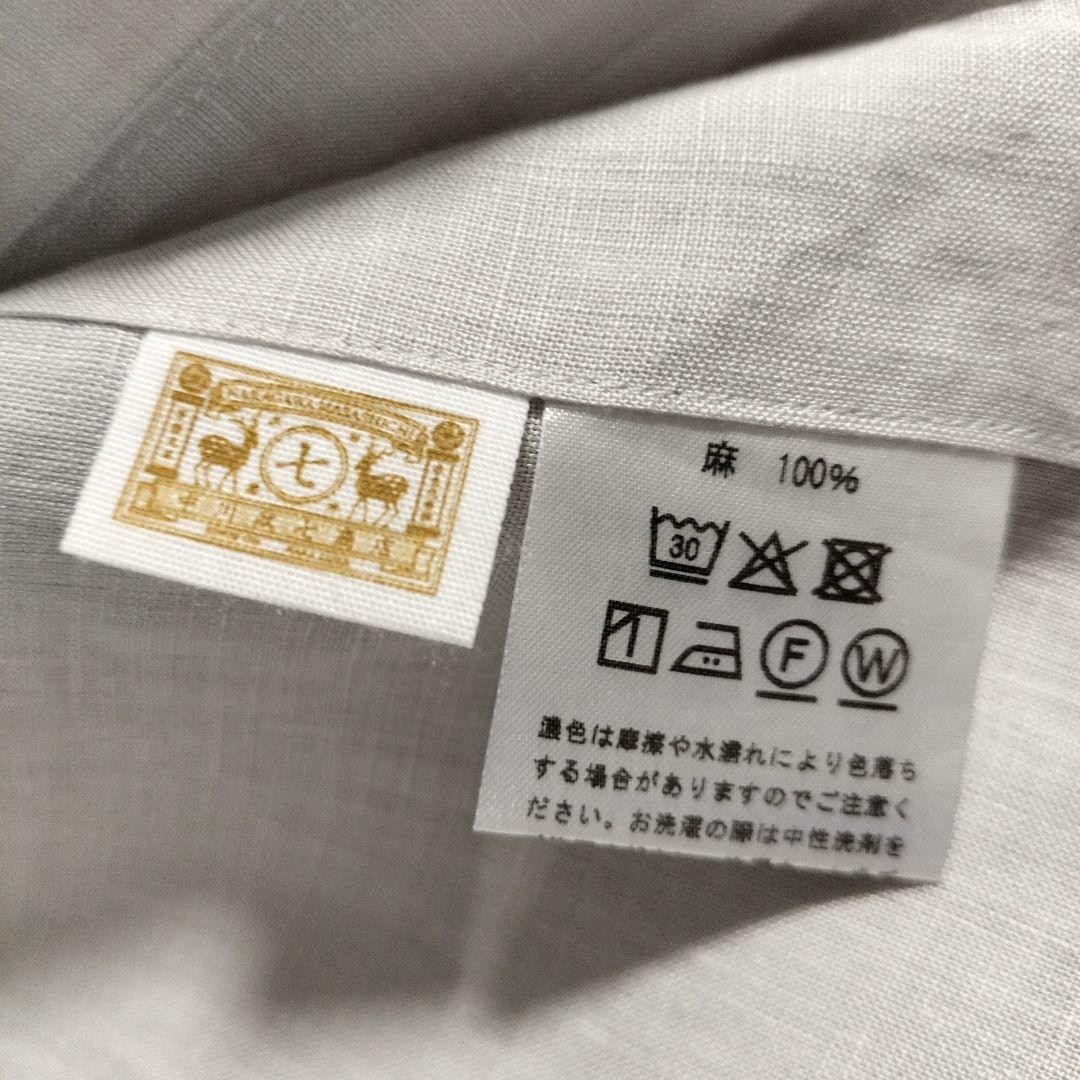 七
麻 100%
30
F W
濃色は摩擦や水濡れにより色落ち
する場合がありますのでご注意く
ださい。お洗濯の際は中性洗剤を